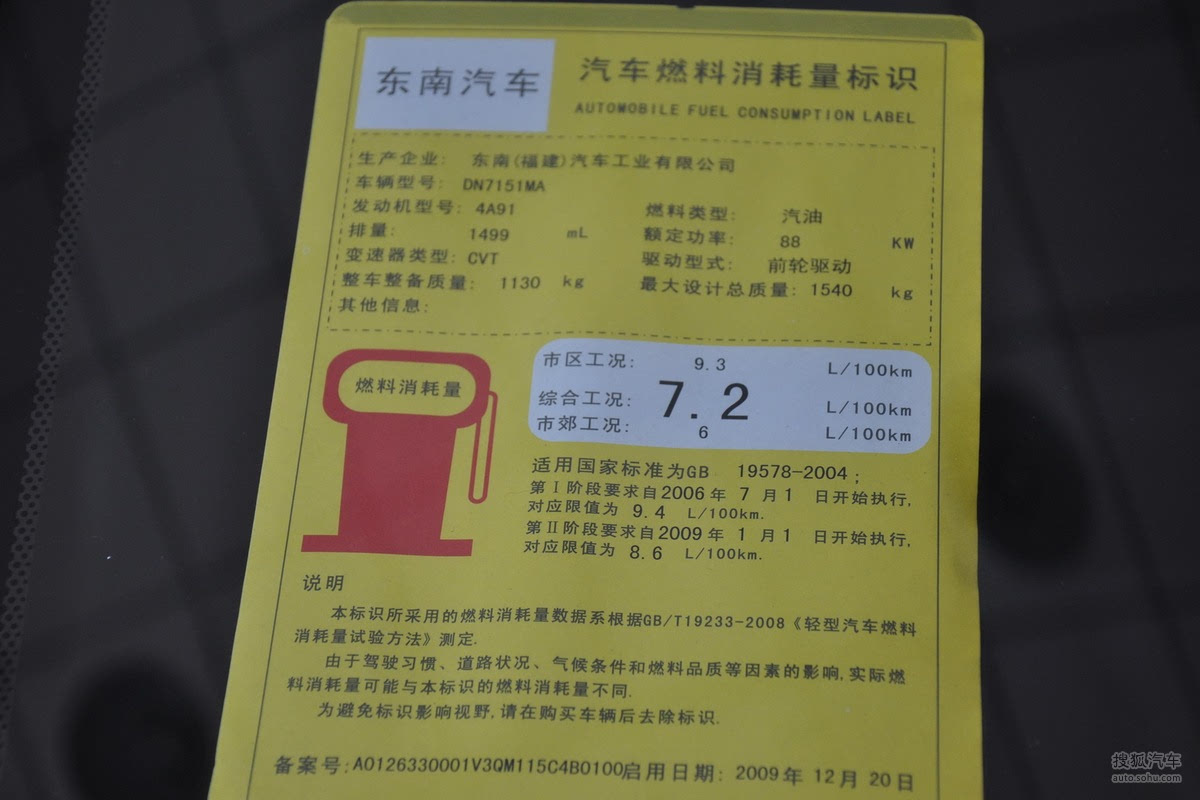 东南汽车
汽车燃料消耗量标识
AUTOMOBILE FUEL CONSUMPTION LABEL
生产企业: 东南(福建)汽车工业有限公司
车辆型号: DN7151MA
发动机型号: 4A91 燃料类型: 汽油
排量: 1499 mL 额定功率: 88 KW
变速器类型: CVT 驱动型式: 前轮驱动
整车整备质量: 1130 kg 最大设计总质量: 1540 kg
其他信息:
燃料消耗量
市区工况: 9.3 L/100km
综合工况: 7.2 L/100km
市郊工况: 6 L/100km
适用国家标准为GB 19578-2004;
第Ⅰ阶段要求自2006年 7 月1 日开始执行,
对应限值为 9.4 L/100km.
第Ⅱ阶段要求自2009年 1 月1 日开始执行,
对应限值为 8.6 L/100km.
说明
本标识所采用的燃料消耗量数据系根据GB/T19233-2008《轻型汽车燃料
消耗量试验方法》测定.
由于驾驶习惯、道路状况、气候条件和燃料品质等因素的影响,实际燃
料消耗量可能与本标识的燃料消耗量不同.
为避免标识影响视野,请在购买车辆后去除标识.
备案号:A0126330001V3QM115C4B0100启用日期: 2009年 12月 20日
搜狐汽车
auto.sohu.com